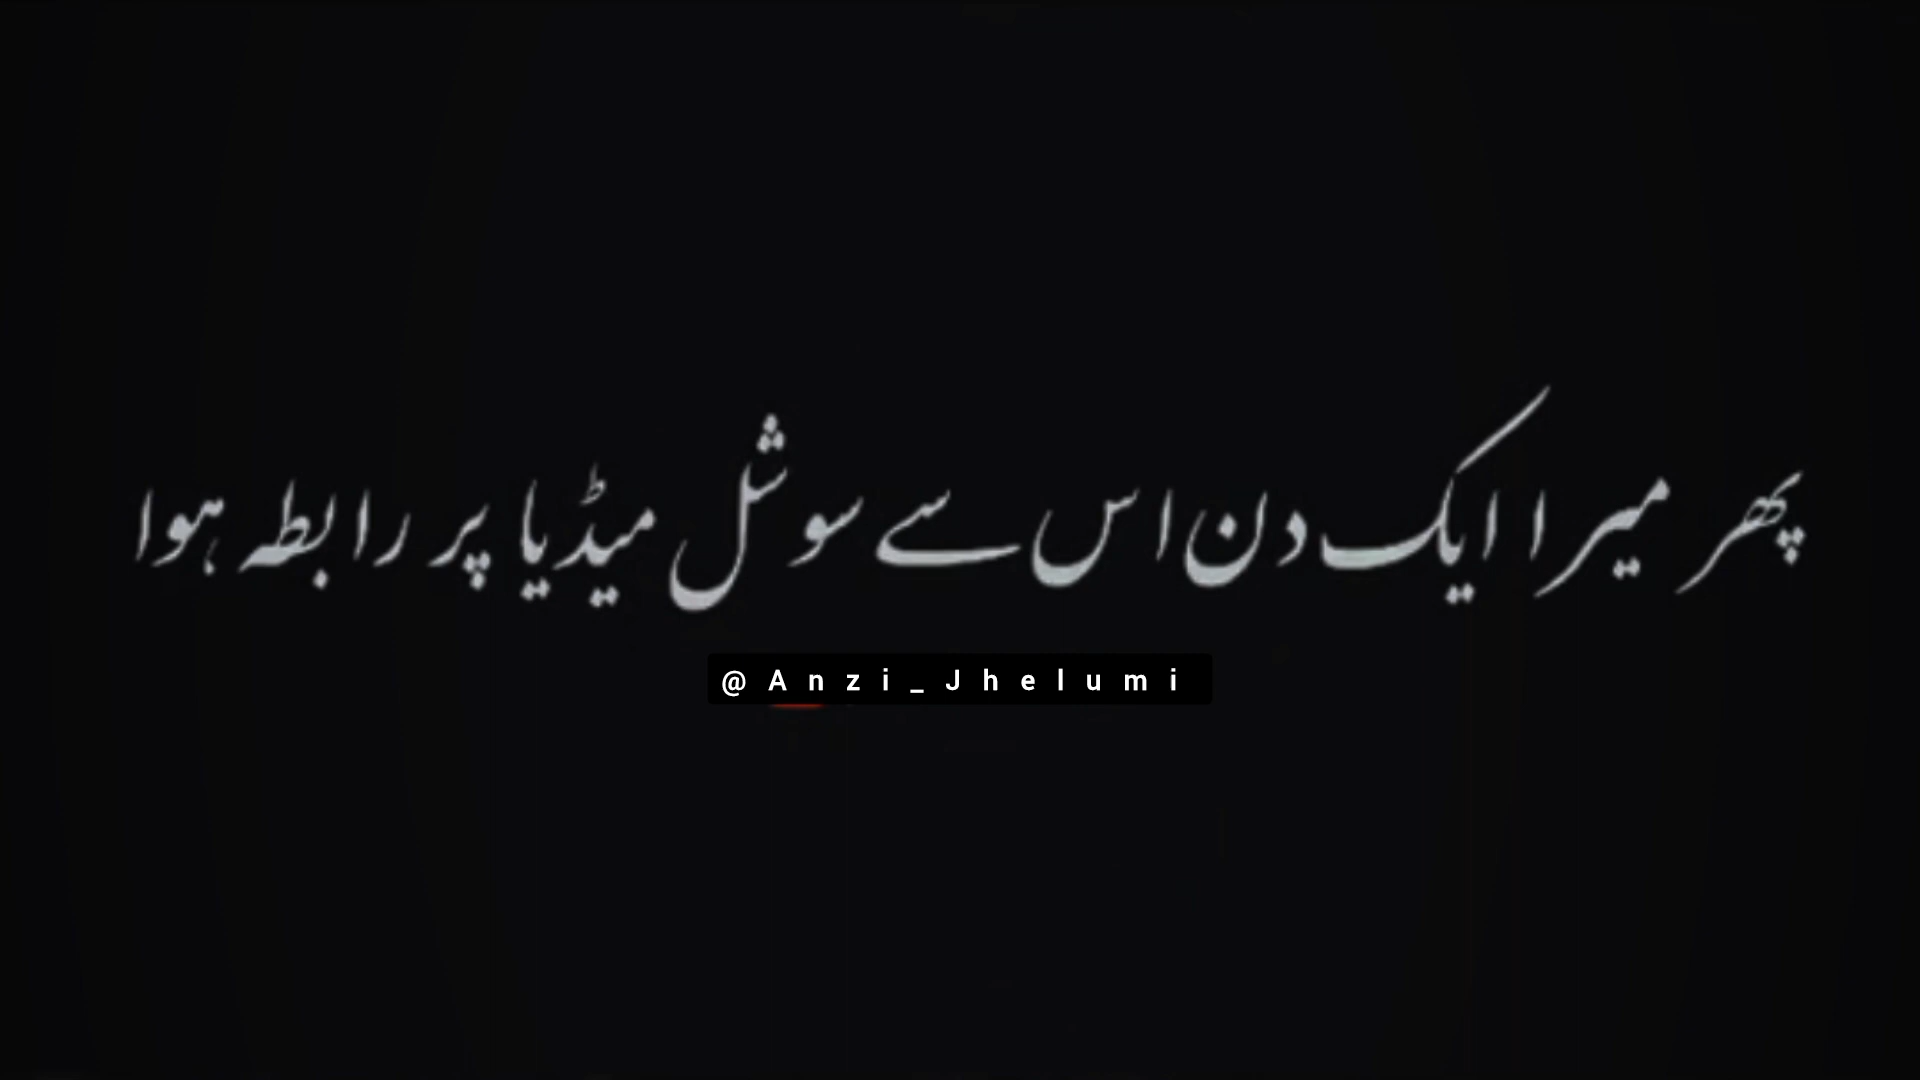 پھر میرا ایک دن اس سے سوشل میڈیا پر رابطہ ہوا
@Anzi_Jhelumi